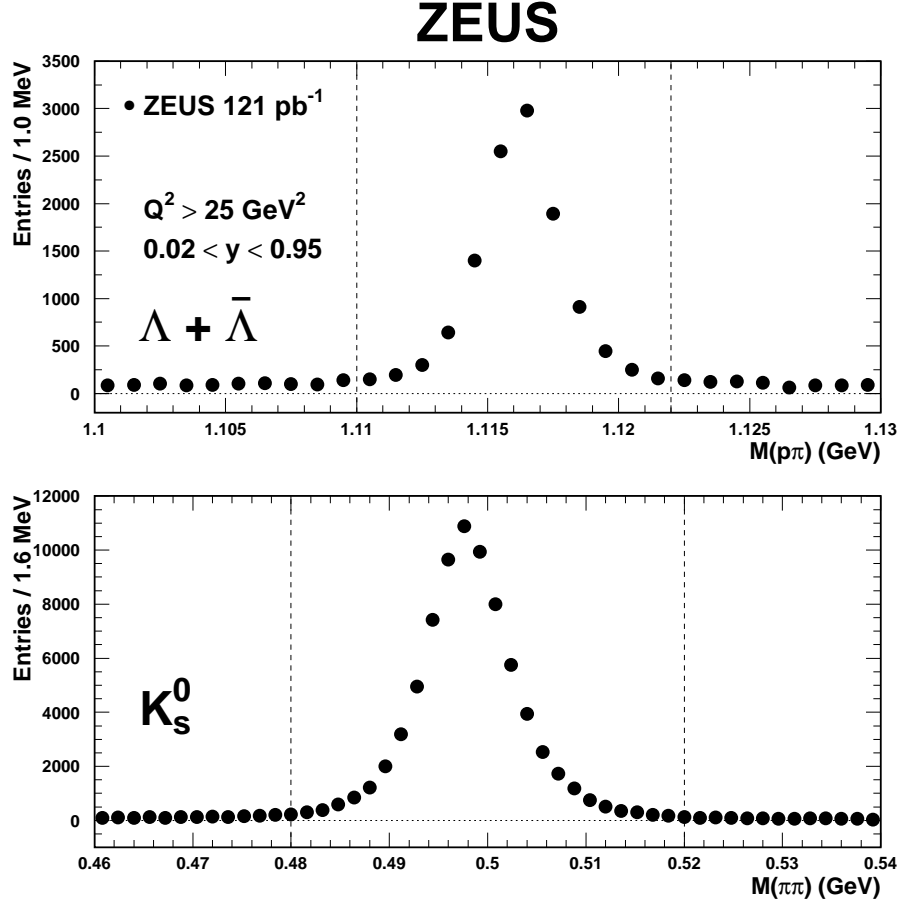 ZEUS
Entries / 1.0 MeV
3500
3000
2500
2000
1500
1000
500
0
● ZEUS 121 pb⁻¹
Q² > 25 GeV²
0.02 < y < 0.95
Λ + Λ̄
1.1 1.105 1.11 1.115 1.12 1.125 1.13
M(pπ) (GeV)
Entries / 1.6 MeV
12000
10000
8000
6000
4000
2000
0
K⁰ₛ
0.46 0.47 0.48 0.49 0.5 0.51 0.52 0.53 0.54
M(ππ) (GeV)